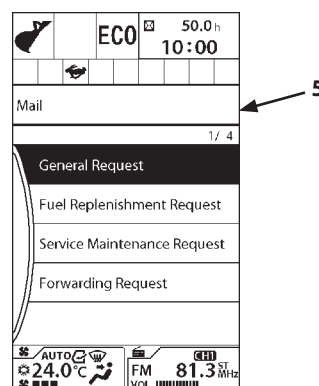 ECO 50.0 h
10:00
Mail
5
1/ 4
General Request
Fuel Replenishment Request
Service Maintenance Request
Forwarding Request
AUTO
24.0°C
CH1
FM 81.3 ST MHz
VOL